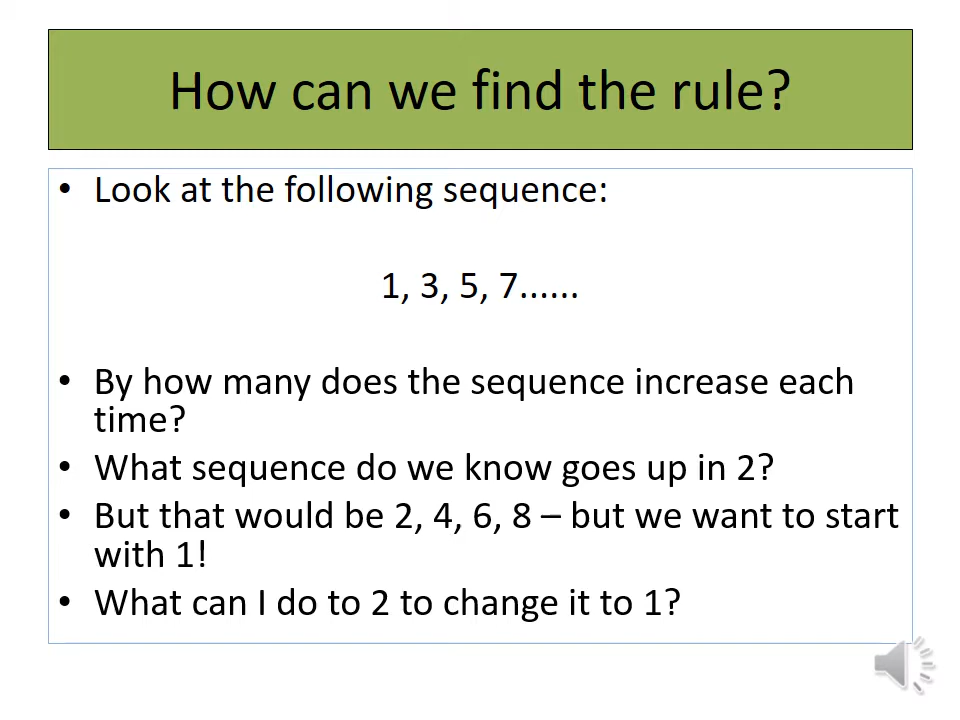 How can we find the rule?
• Look at the following sequence:
1, 3, 5, 7......
• By how many does the sequence increase each
time?
• What sequence do we know goes up in 2?
• But that would be 2, 4, 6, 8 – but we want to start
with 1!
• What can I do to 2 to change it to 1?